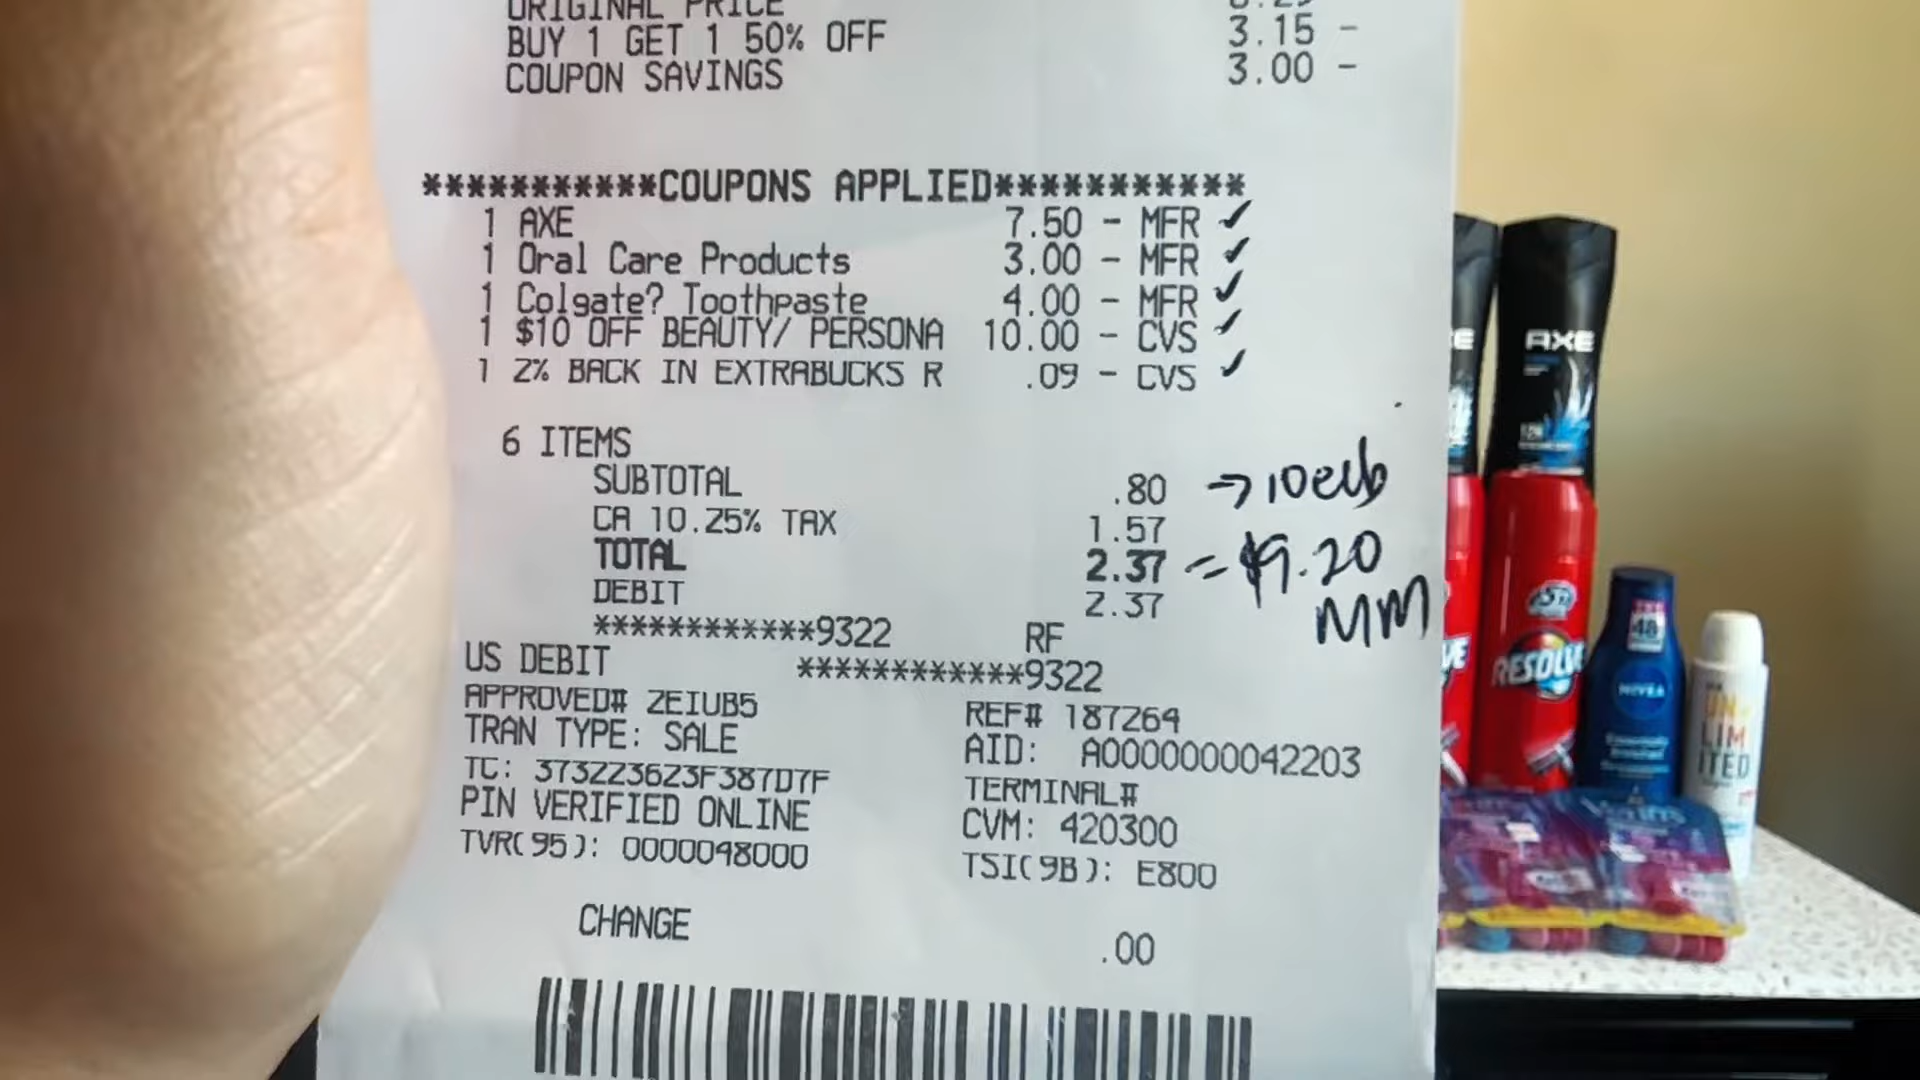 ORIGINAL PRICE
BUY 1 GET 1 50% OFF 3.15 -
COUPON SAVINGS 3.00 -
***********COUPONS APPLIED***********
1 AXE 7.50 - MFR ✓
1 Oral Care Products 3.00 - MFR ✓
1 Colgate? Toothpaste 4.00 - MFR ✓
1 $10 OFF BEAUTY/ PERSONA 10.00 - CVS ✓
1 2% BACK IN EXTRABUCKS R .09 - CVS ✓
6 ITEMS
SUBTOTAL .80 → 10ecb
CA 10.25% TAX 1.57
TOTAL 2.37 = $9.20
DEBIT 2.37 MM
************9322 RF
US DEBIT ************9322
APPROVED# ZEIUB5 REF# 187264
TRAN TYPE: SALE AID: A0000000042203
TC: 373223623F387D7F TERMINAL#
PIN VERIFIED ONLINE CVM: 420300
TVR(95): 0000048000 TSI(9B): E800
CHANGE .00
AXE
RESOLVE
48
NIVEA
UN
LIM
ITED